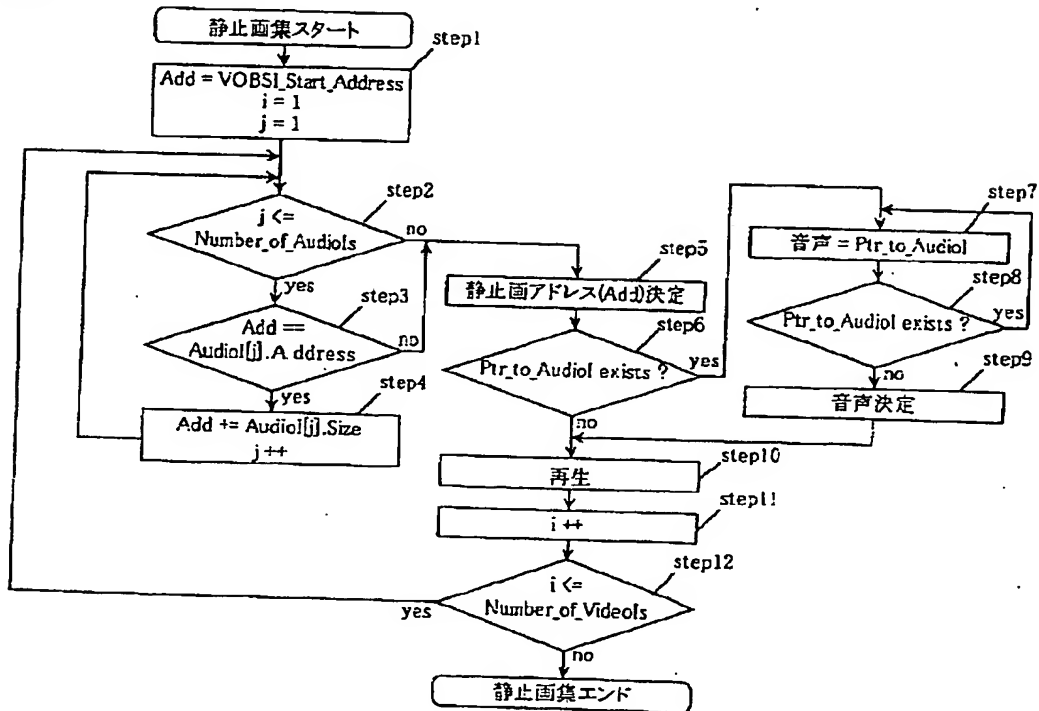 静止画集スタート
step1
Add = VOBSI_Start_Address
i = 1
j = 1
step2
j <=
Number_of_AudioIs
no
yes
step3
Add ==
AudioI[j].Address
no
yes
step4
Add += AudioI[j].Size
j ++
step5
静止画アドレス(Add)決定
step6
Ptr_to_AudioI exists ?
yes
no
step7
音声 = Ptr_to_AudioI
step8
Ptr_to_AudioI exists ?
yes
no
step9
音声決定
step10
再生
step11
i ++
step12
i <=
Number_of_VideoIs
yes
no
静止画集エンド